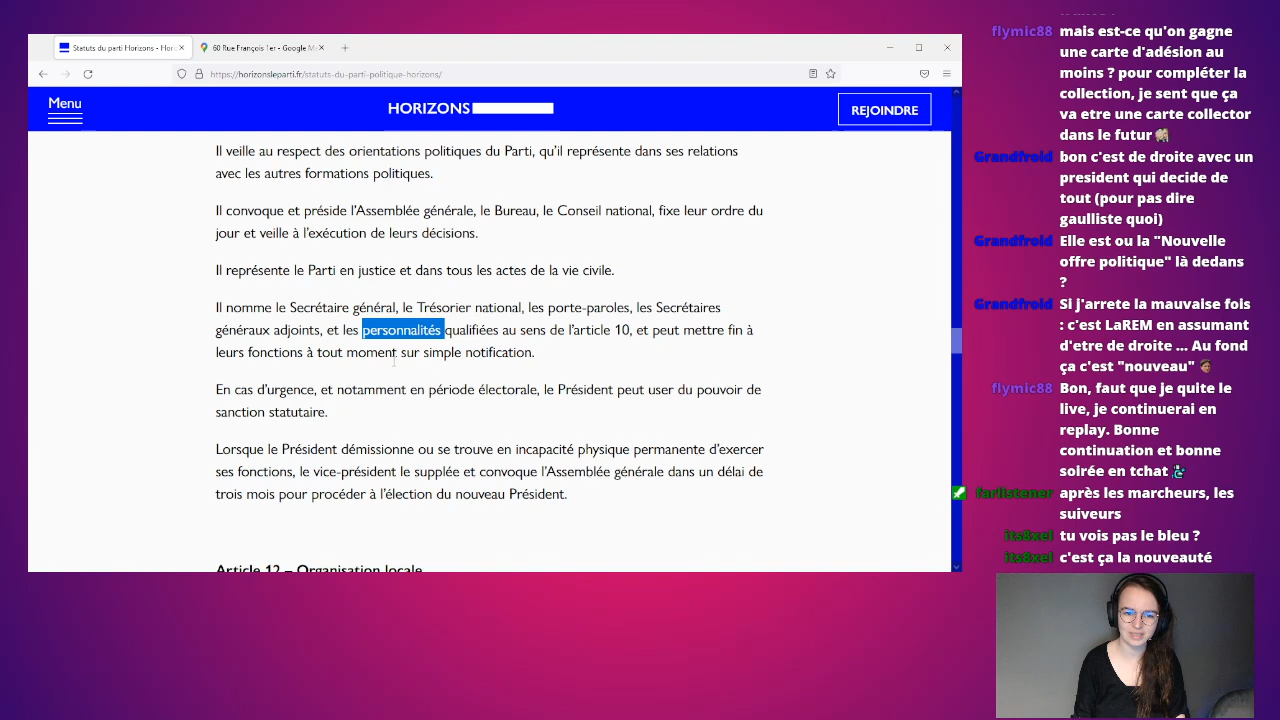 Statuts du parti Horizons - Hori
60 Rue François 1er - Google M
https://horizonsleparti.fr/statuts-du-parti-politique-horizons/
Menu
HORIZONS
REJOINDRE
Il veille au respect des orientations politiques du Parti, qu’il représente dans ses relations
avec les autres formations politiques.
Il convoque et préside l’Assemblée générale, le Bureau, le Conseil national, fixe leur ordre du
jour et veille à l’exécution de leurs décisions.
Il représente le Parti en justice et dans tous les actes de la vie civile.
Il nomme le Secrétaire général, le Trésorier national, les porte-paroles, les Secrétaires
généraux adjoints, et les personnalités qualifiées au sens de l’article 10, et peut mettre fin à
leurs fonctions à tout moment sur simple notification.
En cas d’urgence, et notamment en période électorale, le Président peut user du pouvoir de
sanction statutaire.
Lorsque le Président démissionne ou se trouve en incapacité physique permanente d’exercer
ses fonctions, le vice-président le supplée et convoque l’Assemblée générale dans un délai de
trois mois pour procéder à l’élection du nouveau Président.
Article 12 – Organisation locale
flymic88 mais est-ce qu'on gagne
une carte d'adésion au
moins ? pour compléter la
collection, je sent que ça
va etre une carte collector
dans le futur
Grandfroid bon c'est de droite avec un
president qui decide de
tout (pour pas dire
gaulliste quoi)
Grandfroid Elle est ou la "Nouvelle
offre politique" là dedans
?
Grandfroid Si j'arrete la mauvaise fois
: c'est LaREM en assumant
d'etre de droite ... Au fond
ça c'est "nouveau"
flymic88 Bon, faut que je quite le
live, je continuerai en
replay. Bonne
continuation et bonne
soirée en tchat
farlistener après les marcheurs, les
suiveurs
its8xel tu vois pas le bleu ?
its8xel c'est ça la nouveauté